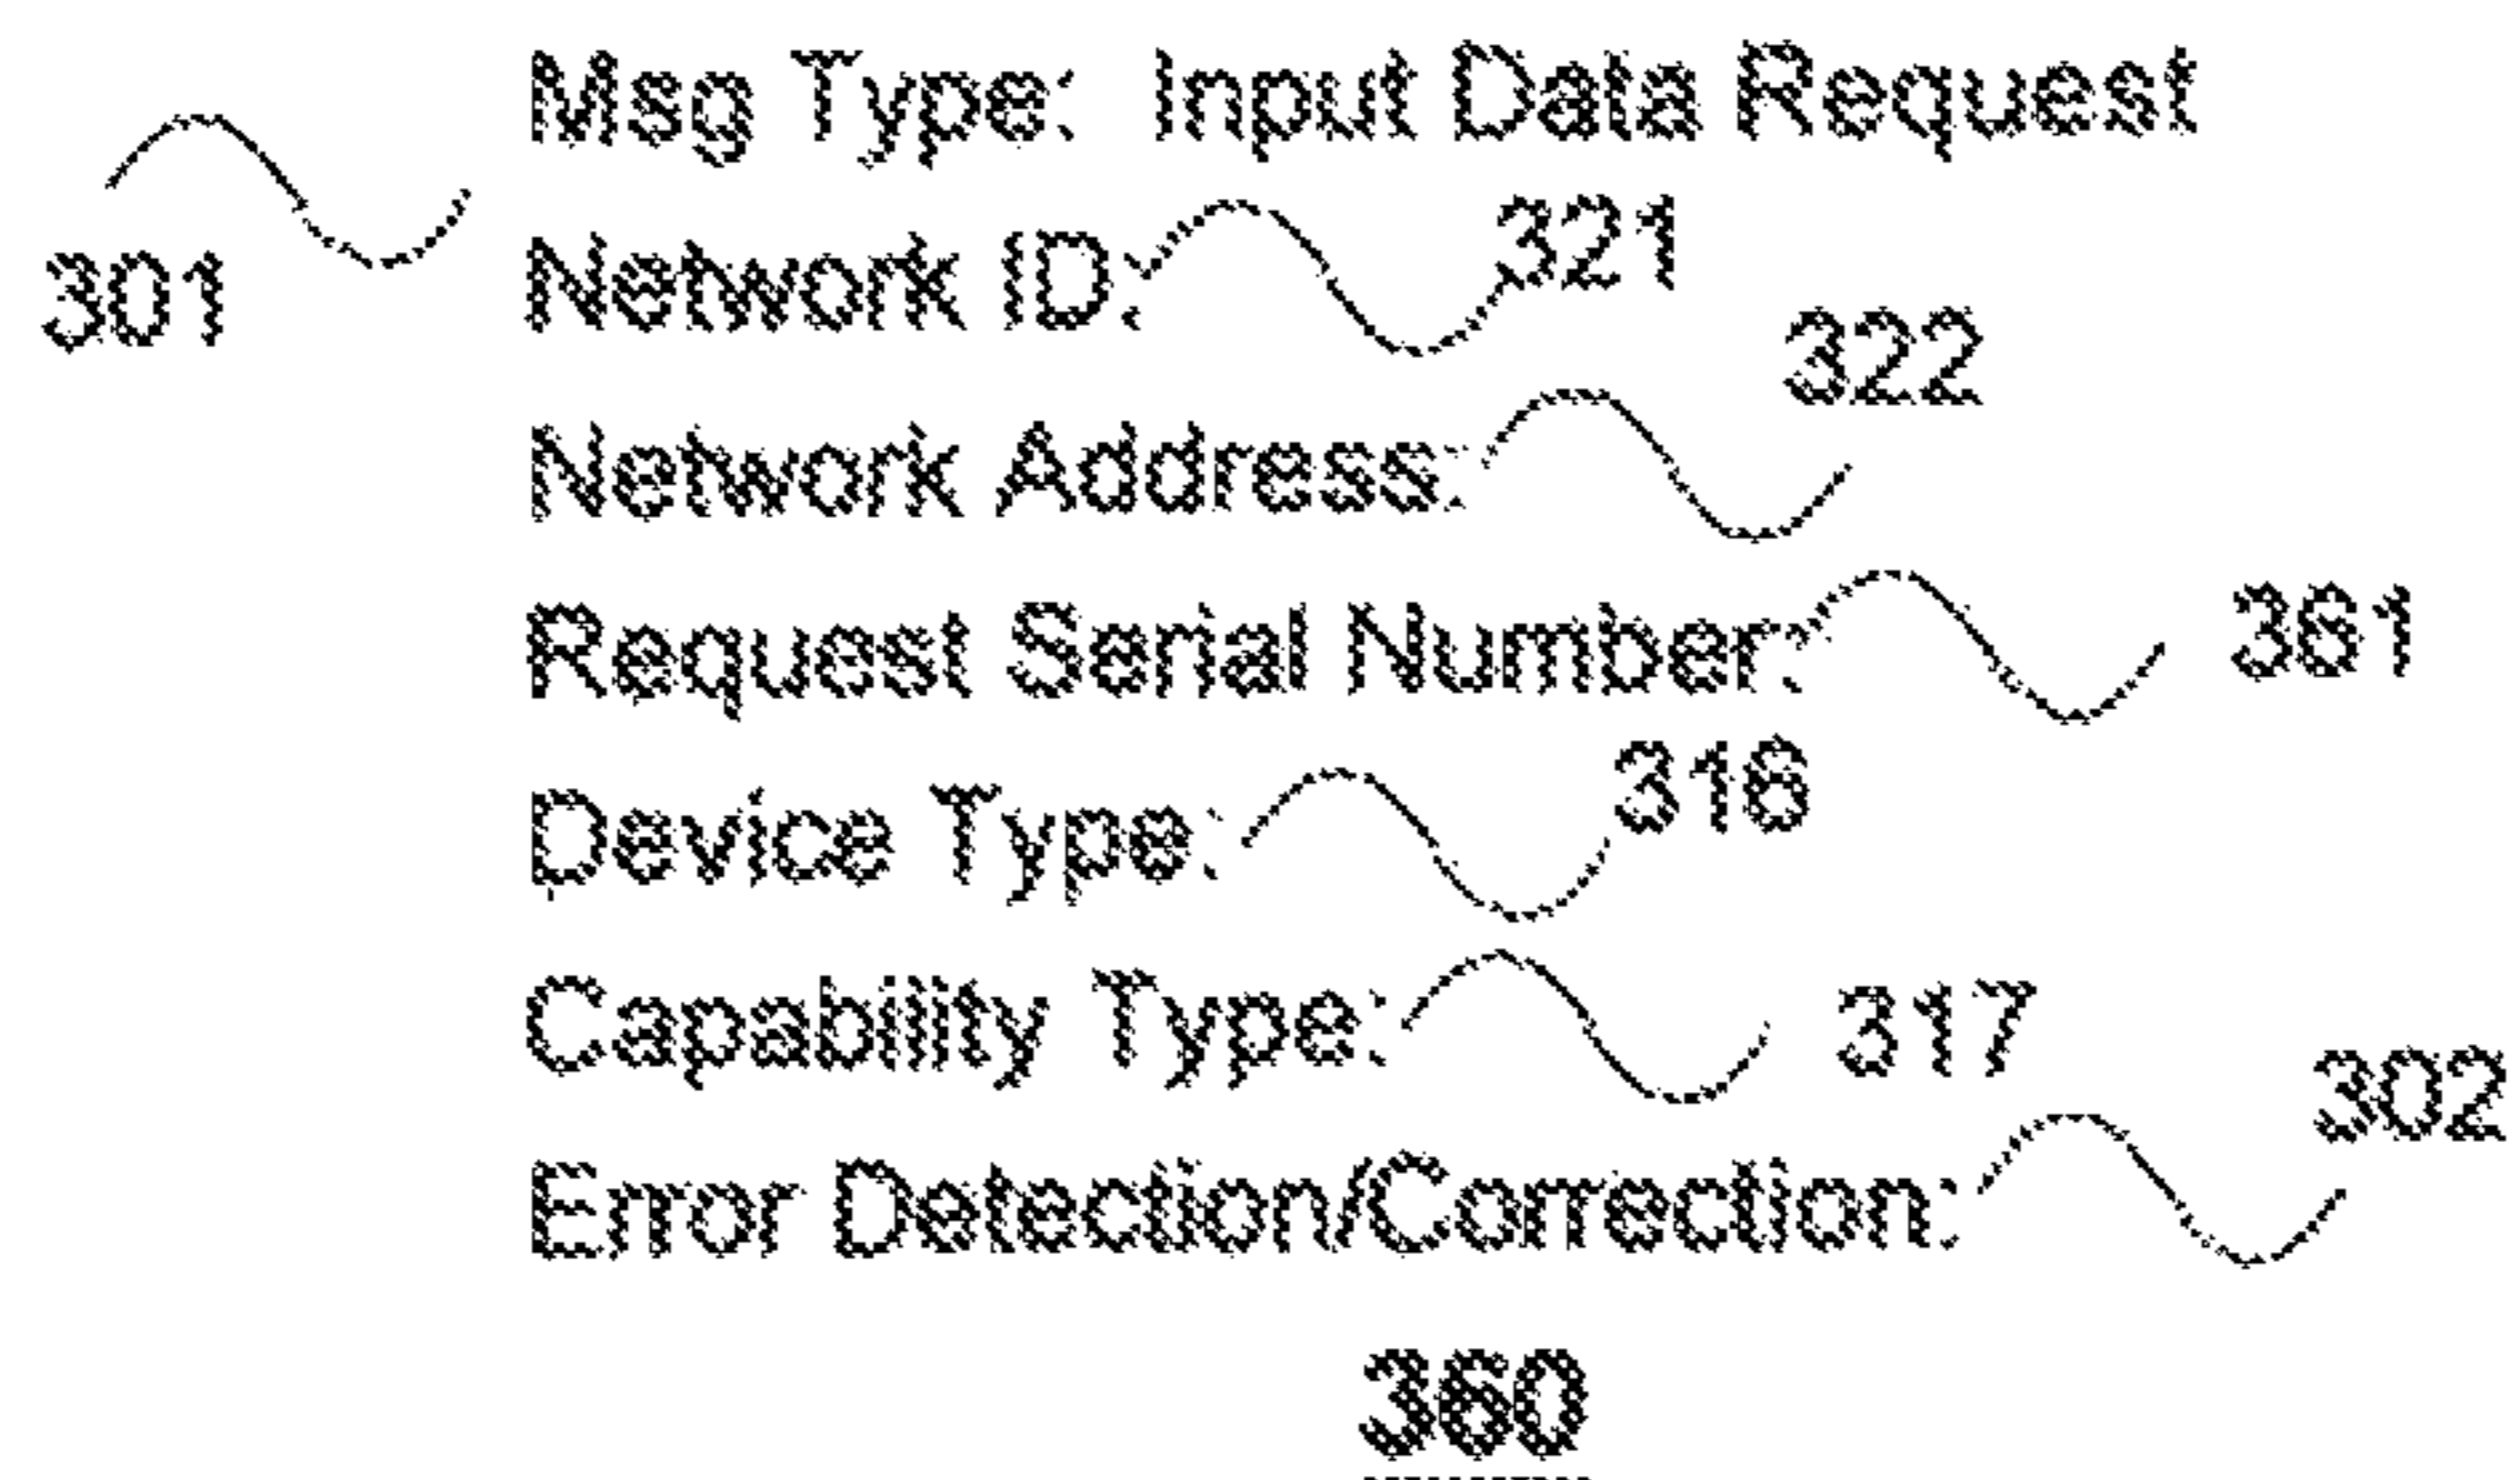 Msg Type: Input Data Request
301
Network ID: 321
322
Network Address:
Request Serial Number: 361
Device Type: 316
Capability Type: 317
302
Error Detection/Correction:
360